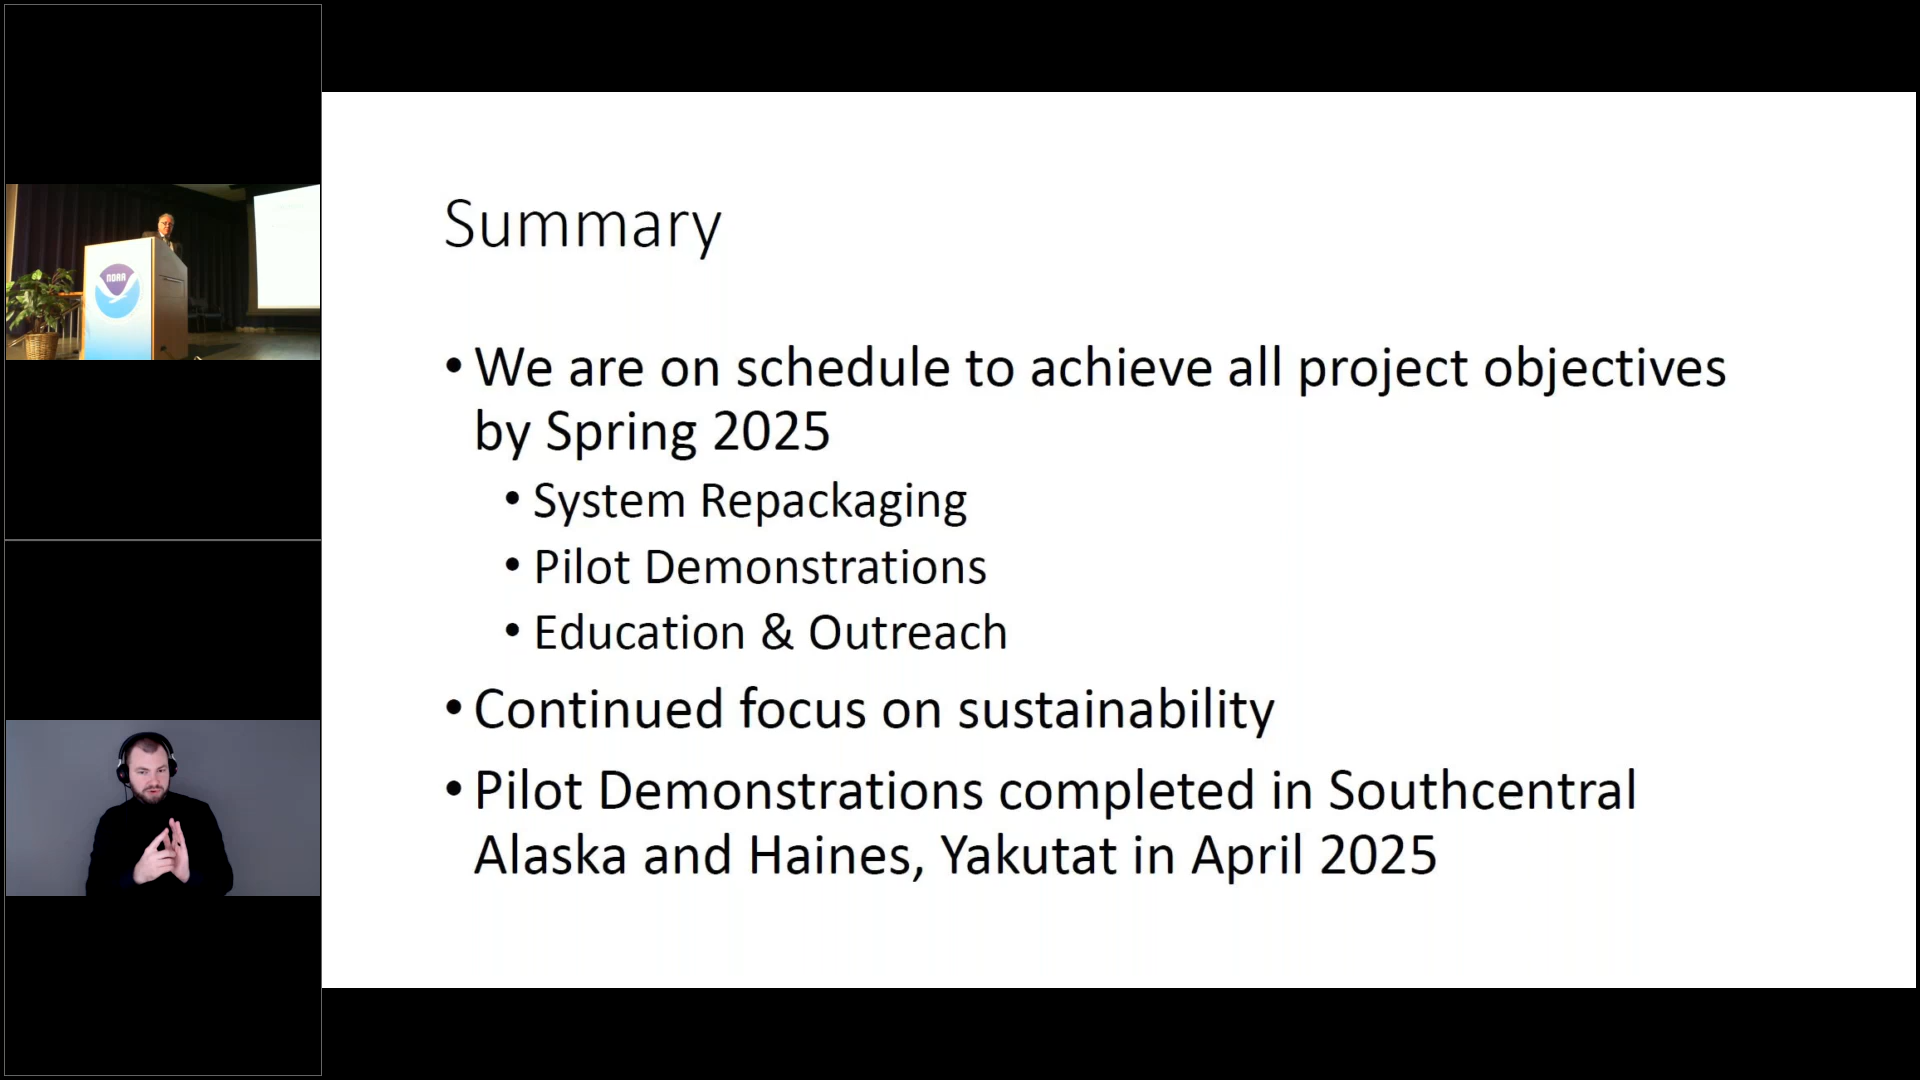 NOAA
Summary
• We are on schedule to achieve all project objectives
by Spring 2025
• System Repackaging
• Pilot Demonstrations
• Education & Outreach
• Continued focus on sustainability
• Pilot Demonstrations completed in Southcentral
Alaska and Haines, Yakutat in April 2025